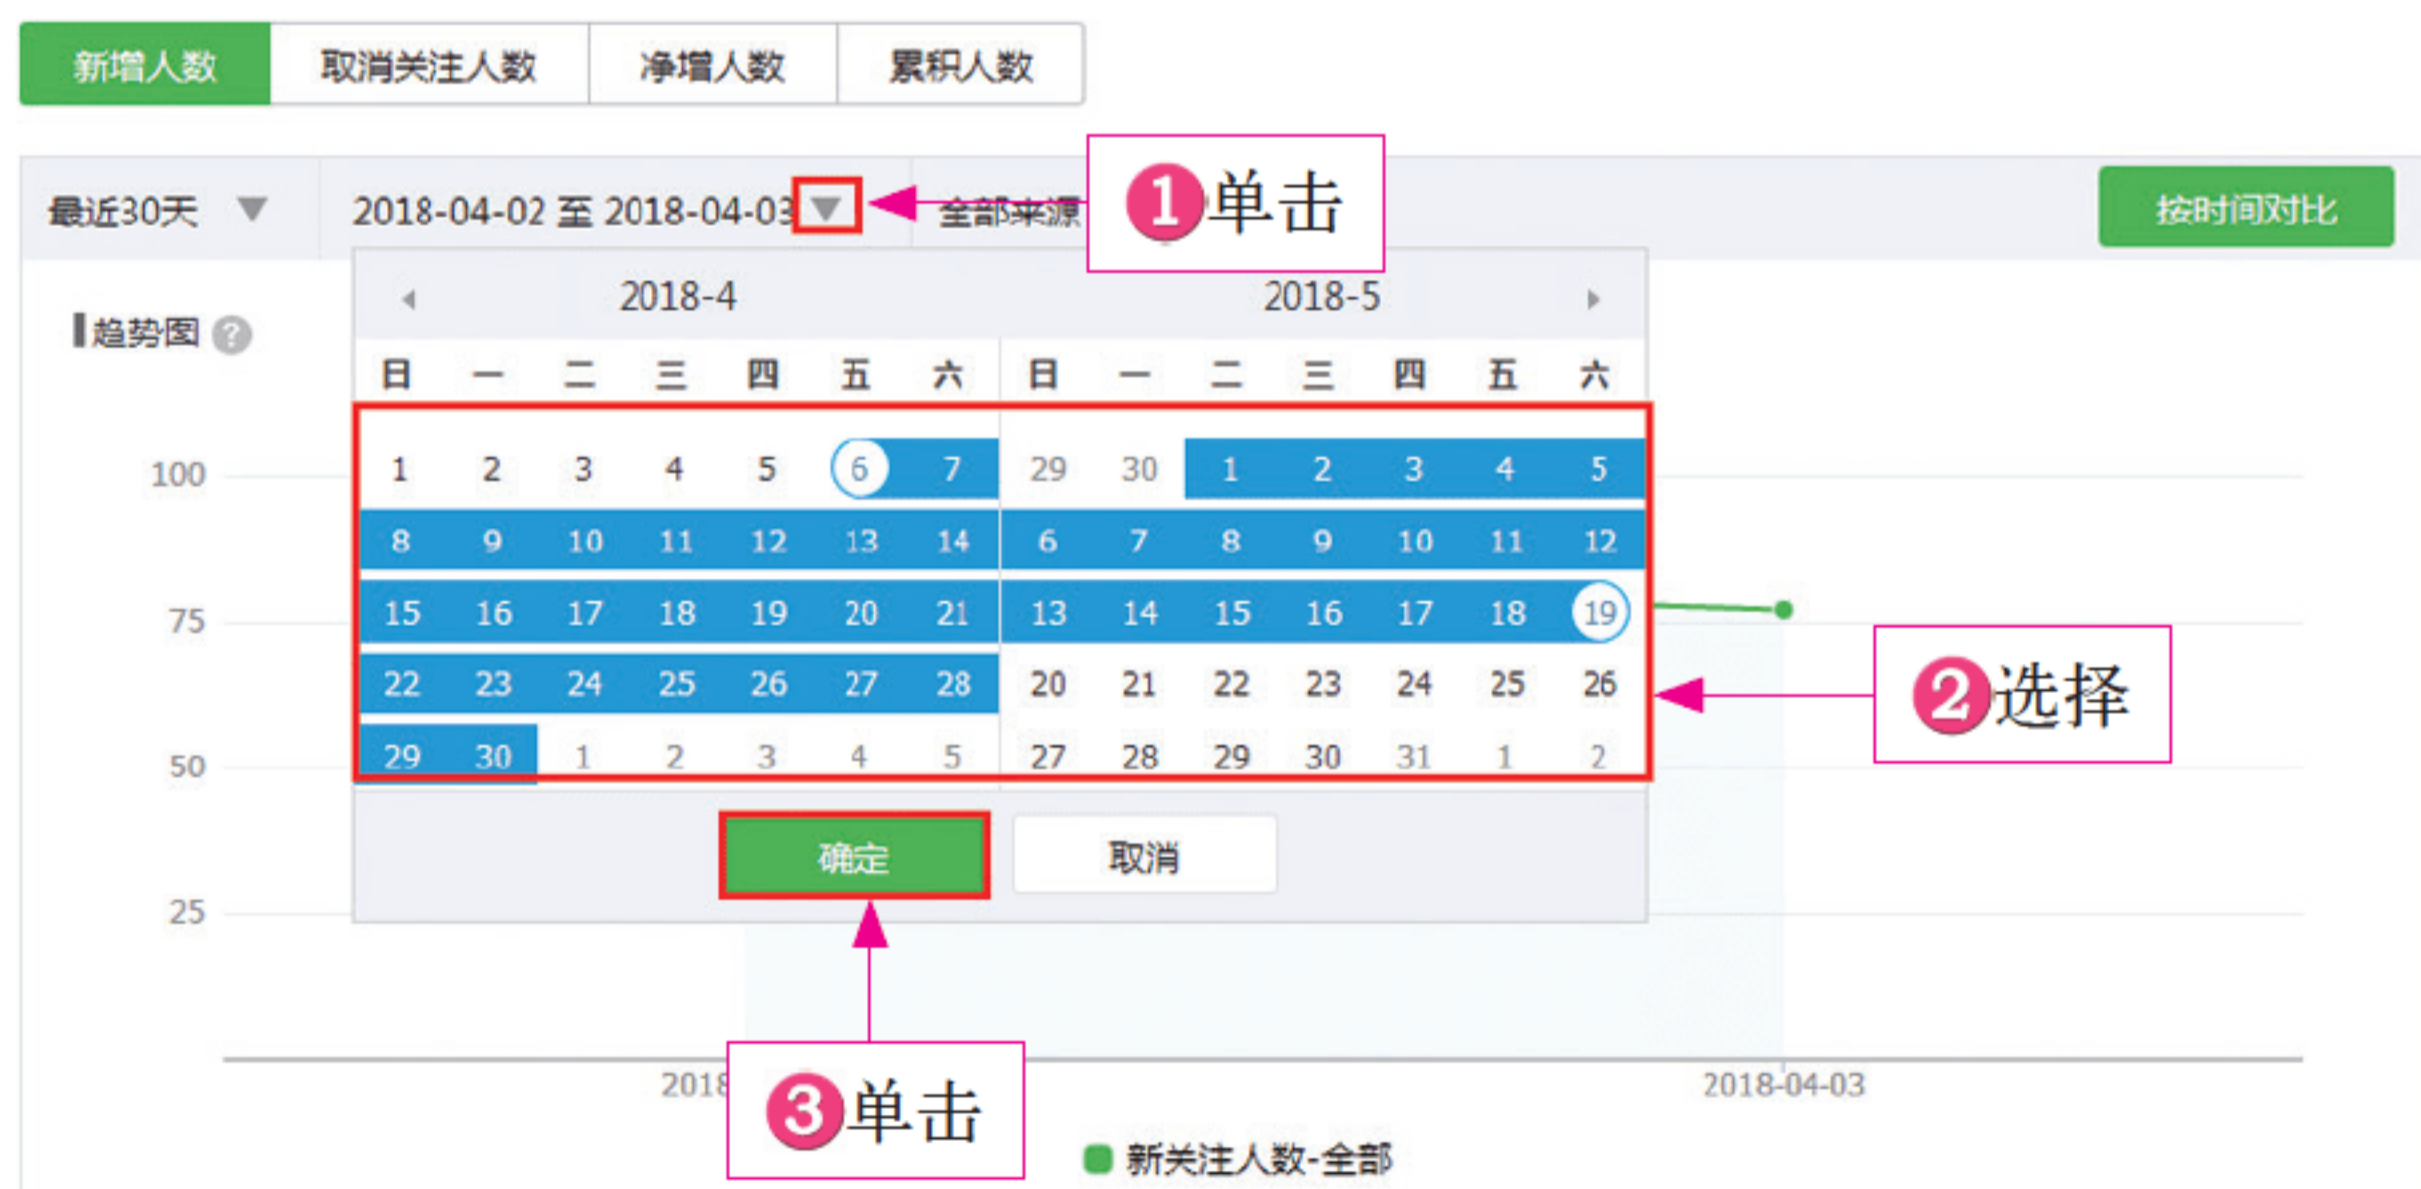 新增人数 取消关注人数 净增人数 累积人数
最近30天 2018-04-02 至 2018-04-03 全部来源 1单击 按时间对比
2018-4 2018-5
趋势图 ?
日 一 二 三 四 五 六 日 一 二 三 四 五 六
100 1 2 3 4 5 6 7 29 30 1 2 3 4 5
8 9 10 11 12 13 14 6 7 8 9 10 11 12
75 15 16 17 18 19 20 21 13 14 15 16 17 18 19
22 23 24 25 26 27 28 20 21 22 23 24 25 26 2选择
50 29 30 1 2 3 4 5 27 28 29 30 31 1 2
确定 取消
25
2018 3单击 2018-04-03
新关注人数-全部